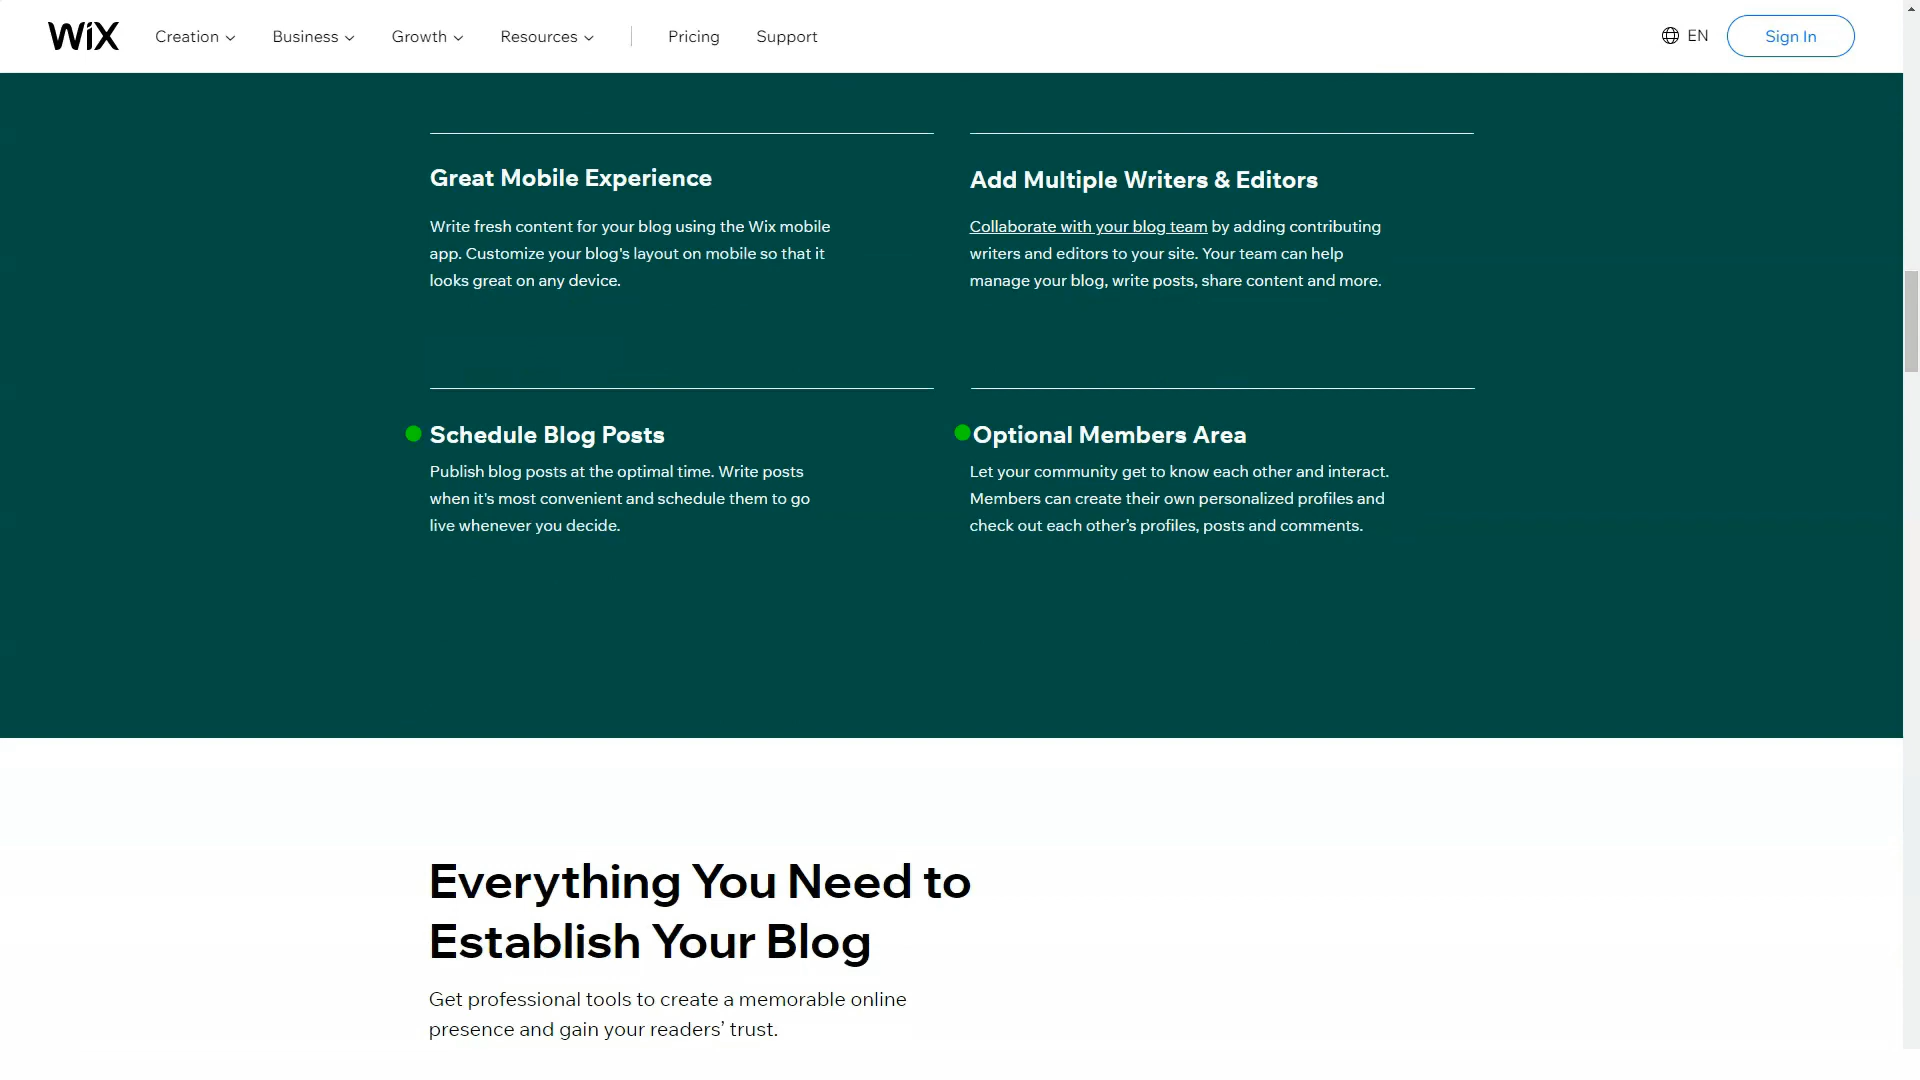 WiX Creation Business Growth Resources Pricing Support EN Sign In
Great Mobile Experience
Write fresh content for your blog using the Wix mobile
app. Customize your blog's layout on mobile so that it
looks great on any device.
Add Multiple Writers & Editors
Collaborate with your blog team by adding contributing
writers and editors to your site. Your team can help
manage your blog, write posts, share content and more.
Schedule Blog Posts
Publish blog posts at the optimal time. Write posts
when it's most convenient and schedule them to go
live whenever you decide.
Optional Members Area
Let your community get to know each other and interact.
Members can create their own personalized profiles and
check out each other’s profiles, posts and comments.
Everything You Need to
Establish Your Blog
Get professional tools to create a memorable online
presence and gain your readers’ trust.